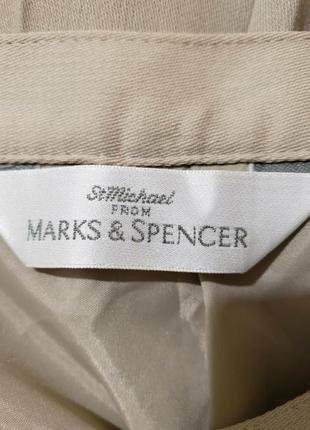 St Michael
FROM
MARKS & SPENCER